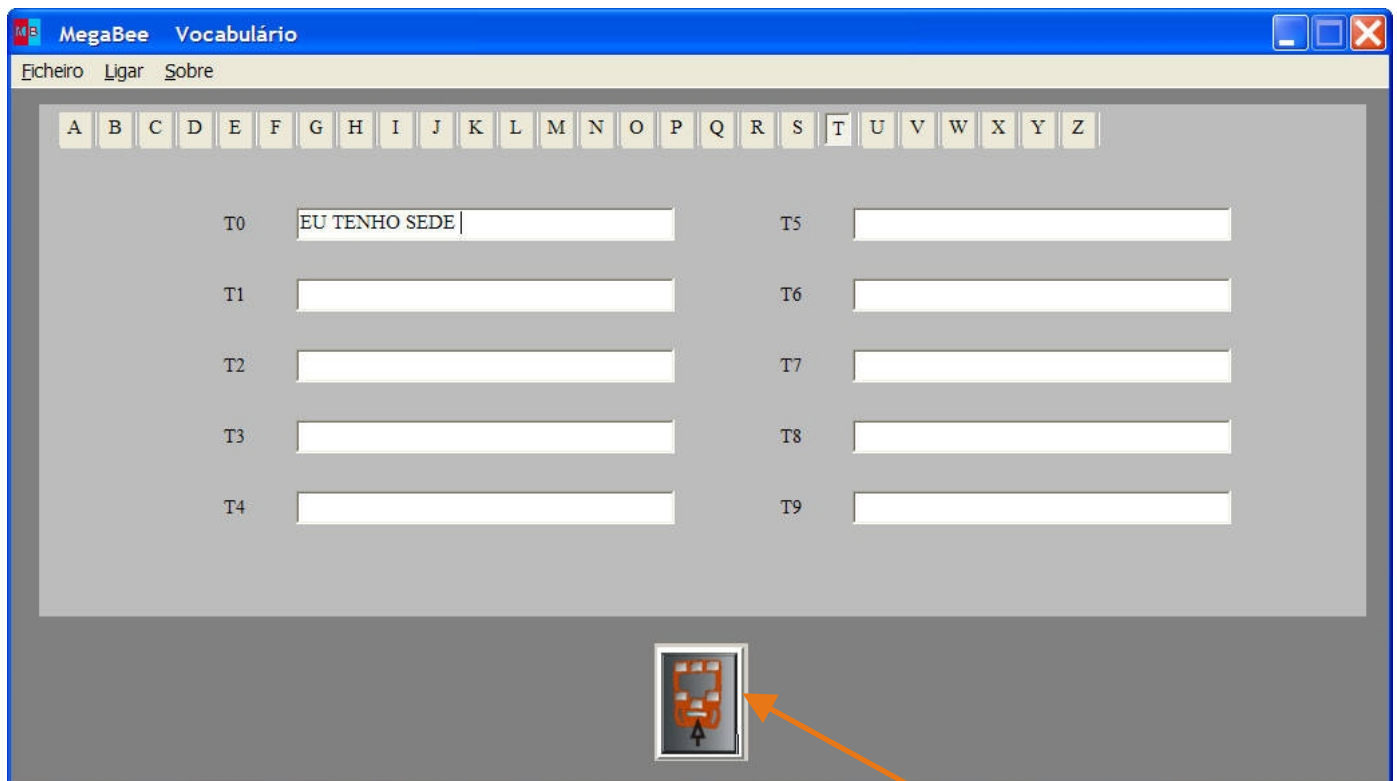 MB MegaBee Vocabulário
Ficheiro Ligar Sobre
A B C D E F G H I J K L M N O P Q R S T U V W X Y Z
T0 EU TENHO SEDE T5
T1 T6
T2 T7
T3 T8
T4 T9